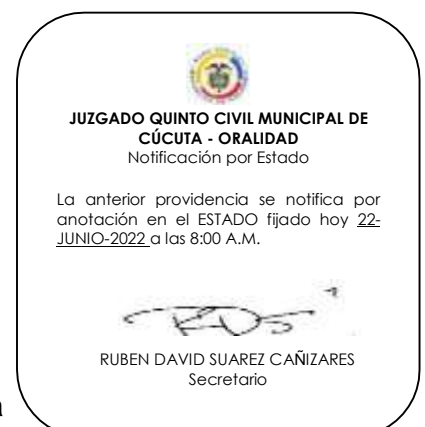 JUZGADO QUINTO CIVIL MUNICIPAL DE
CÚCUTA - ORALIDAD
Notificación por Estado
La anterior providencia se notifica por
anotación en el ESTADO fijado hoy 22-
JUNIO-2022 a las 8:00 A.M.
RUBEN DAVID SUAREZ CAÑIZARES
Secretario